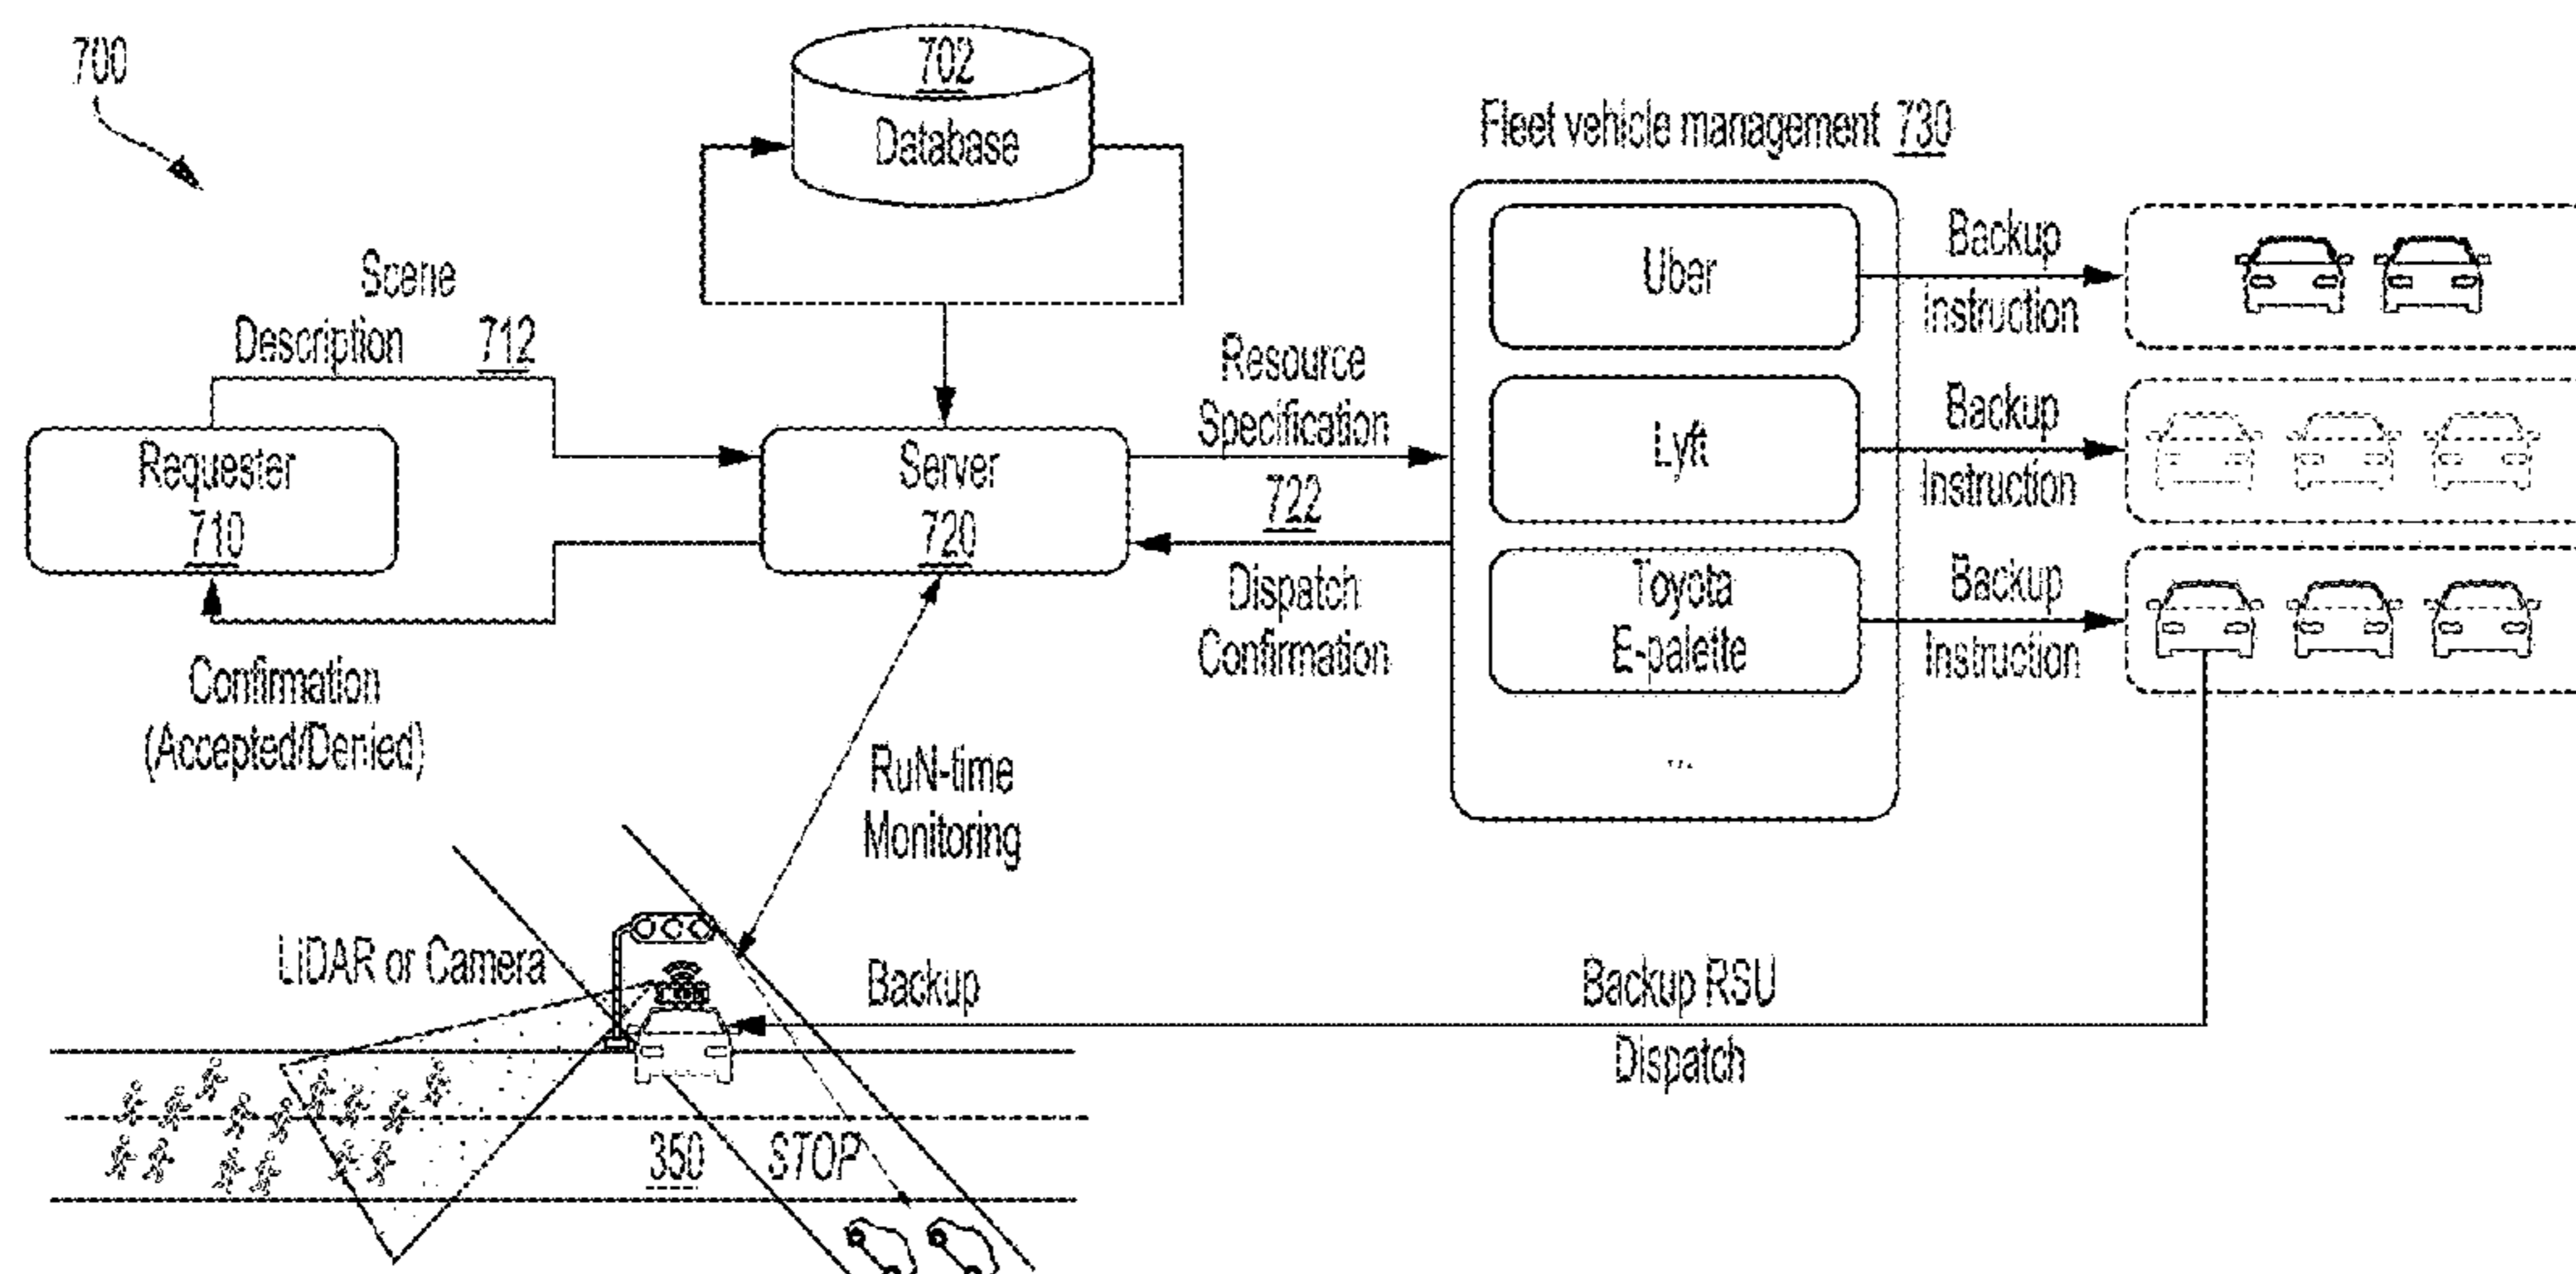 700
702
Database
Fleet vehicle management 730
Scene
Description 712
Requester
710
Server
720
Confirmation
(Accepted/Denied)
Resource
Specification
722
Dispatch
Confirmation
Uber
Lyft
Toyota
E-palette
...
Backup
Instruction
Backup
Instruction
Backup
Instruction
RuN-time
Monitoring
LiDAR or Camera
Backup
Backup RSU
Dispatch
350
STOP